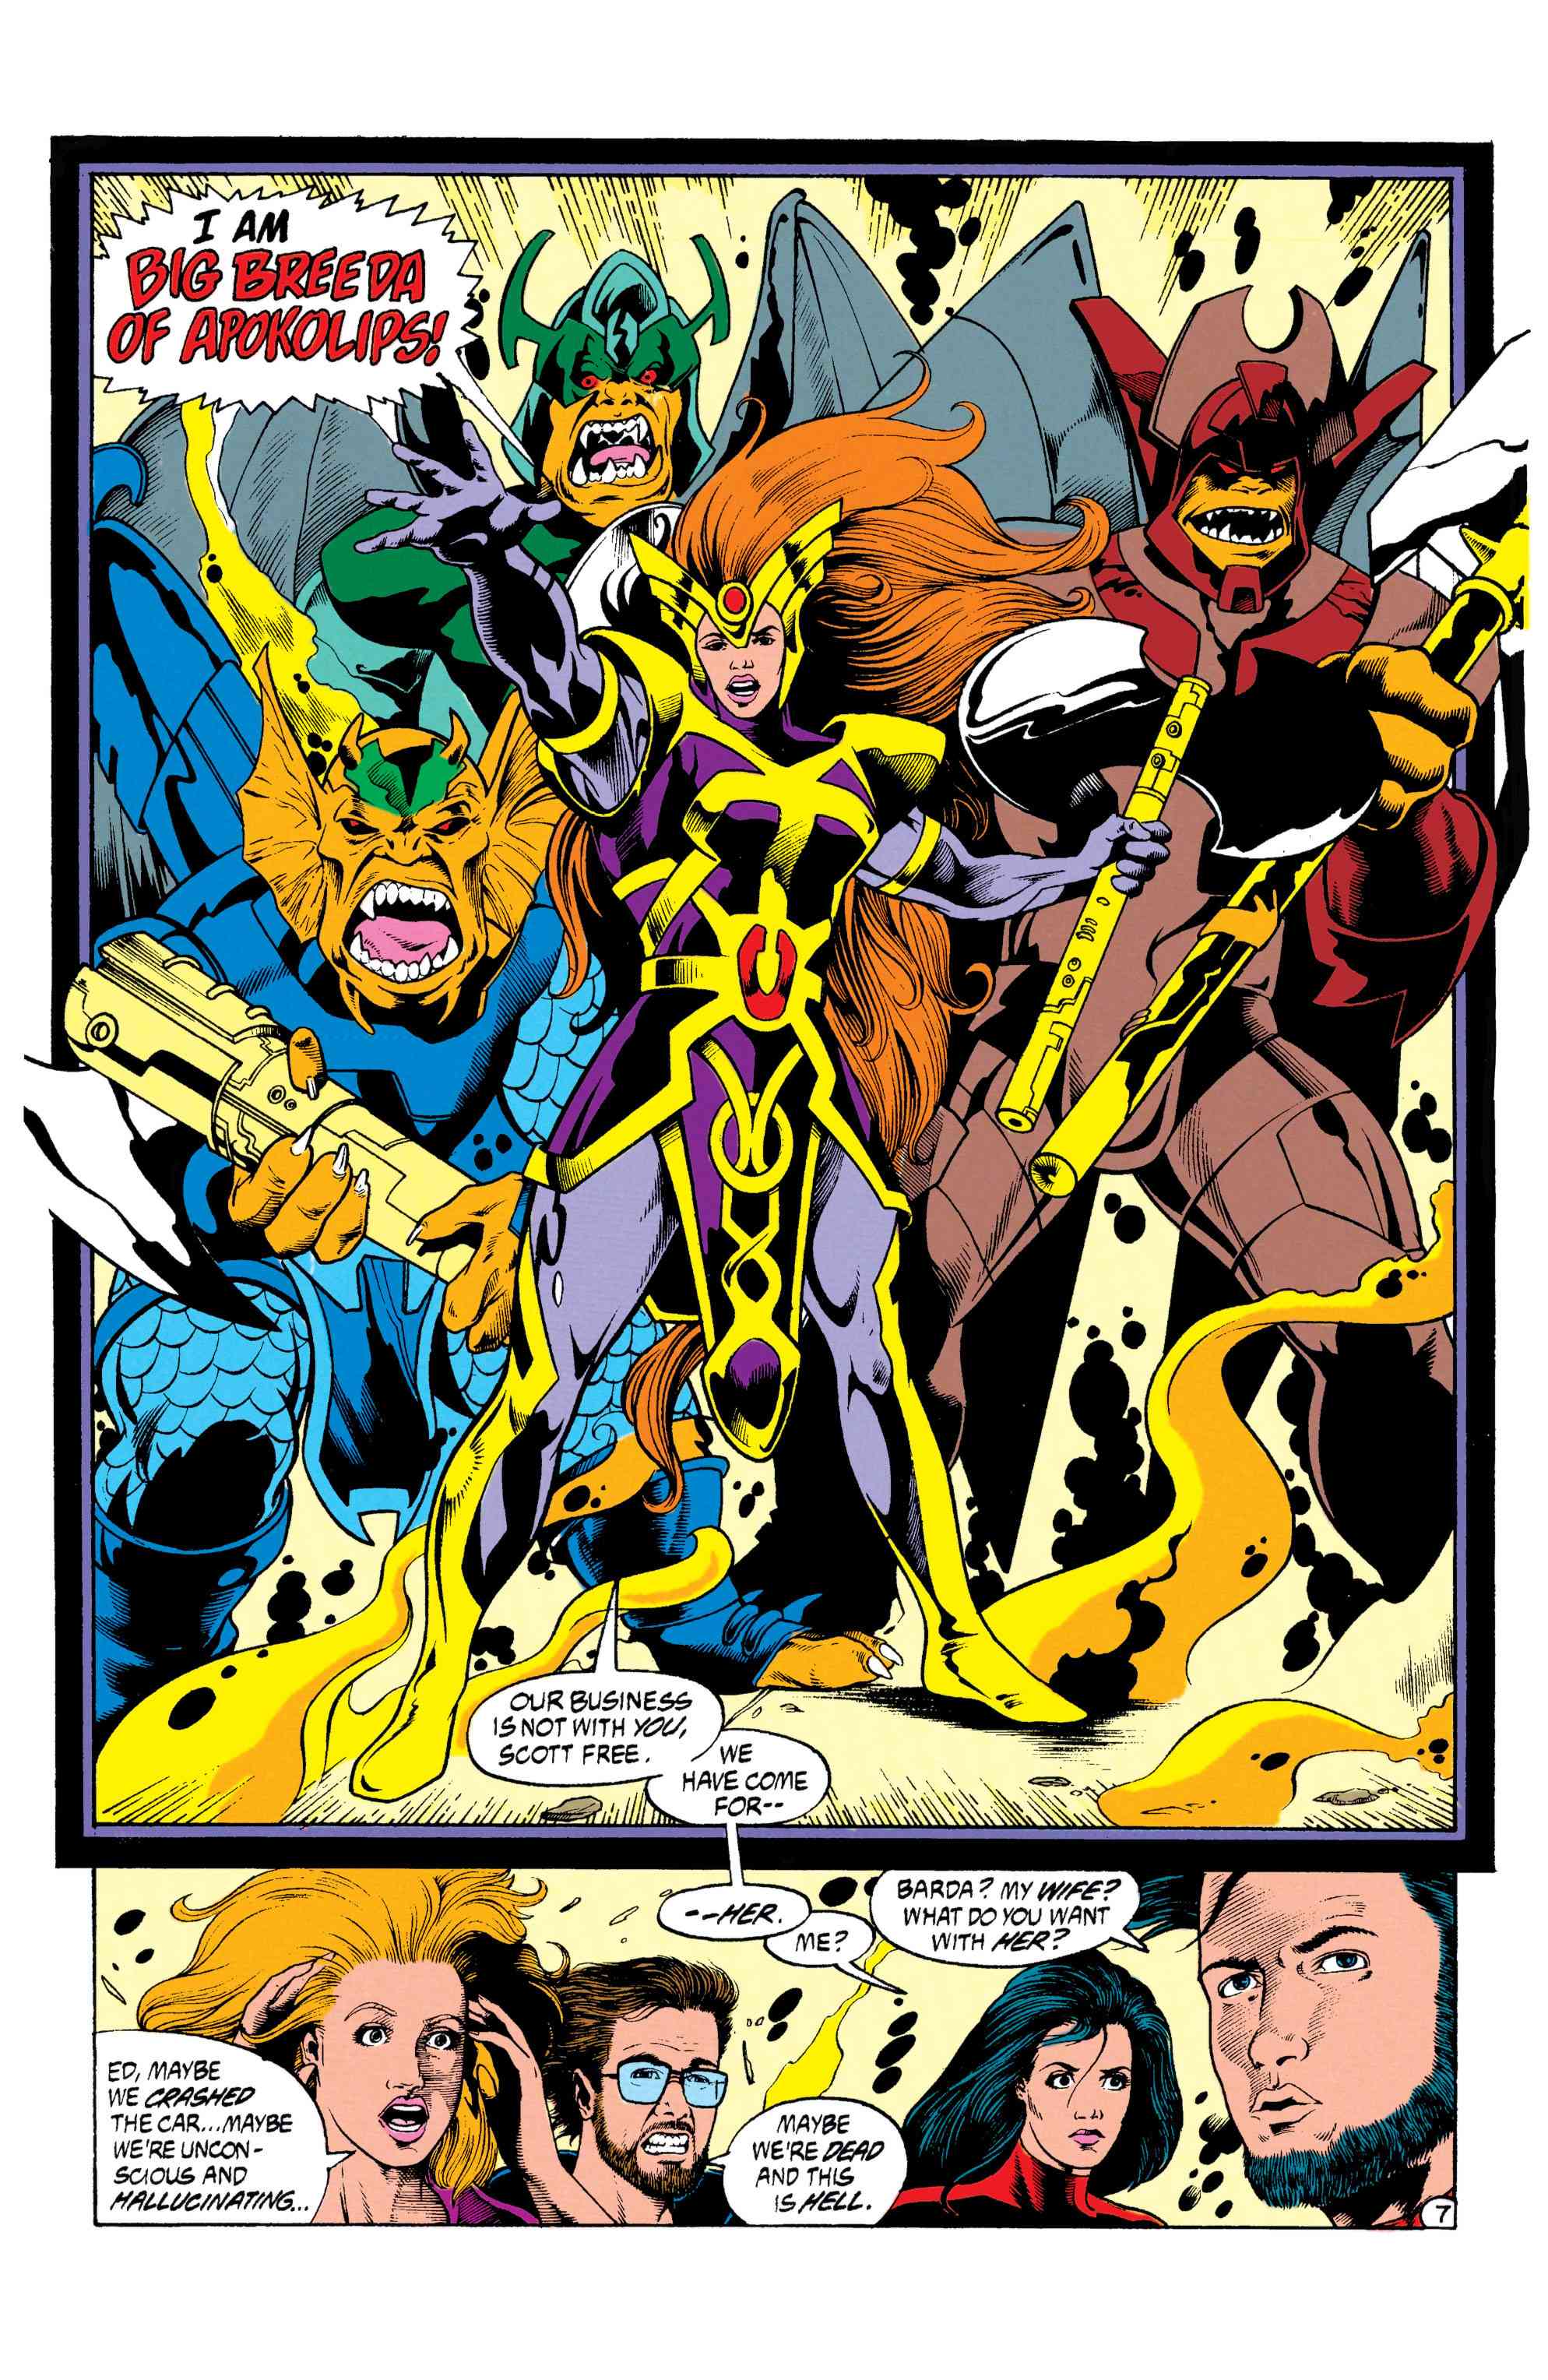 I AM
BIG BREEDA
OF APOKOLIPS!
OUR BUSINESS
IS NOT WITH YOU,
SCOTT FREE.
WE
HAVE COME
FOR--
--HER.
ME?
BARDA? MY WIFE?
WHAT DO YOU WANT
WITH HER?
ED, MAYBE
WE CRASHED
THE CAR...MAYBE
WE'RE UNCON-
SCIOUS AND
HALLUCINATING...
MAYBE
WE'RE DEAD
AND THIS
IS HELL.
7